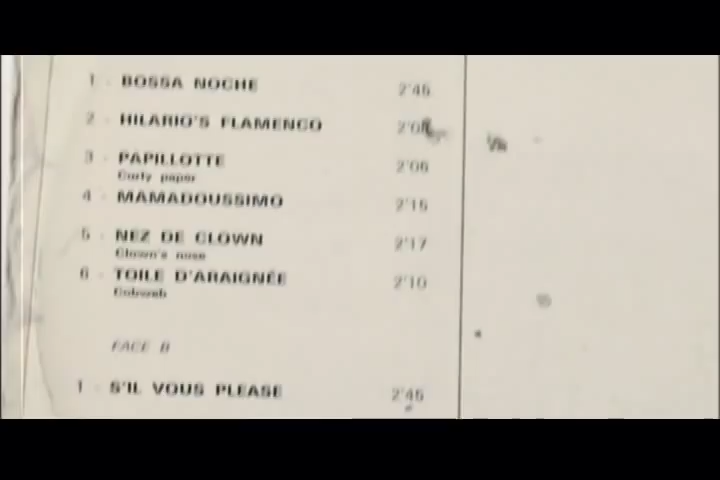 1 - BOSSA NOCHE 2'45
2 - HILARIO'S FLAMENCO
3 - PAPILLOTTE 2'06
Curly paper
4 - MAMADOUSSIMO 2'15
5 - NEZ DE CLOWN 2'17
Clown's nose
6 - TOILE D'ARAIGNÉE 2'10
Cobweb
FACE B
1 - S'IL VOUS PLEASE 2'45